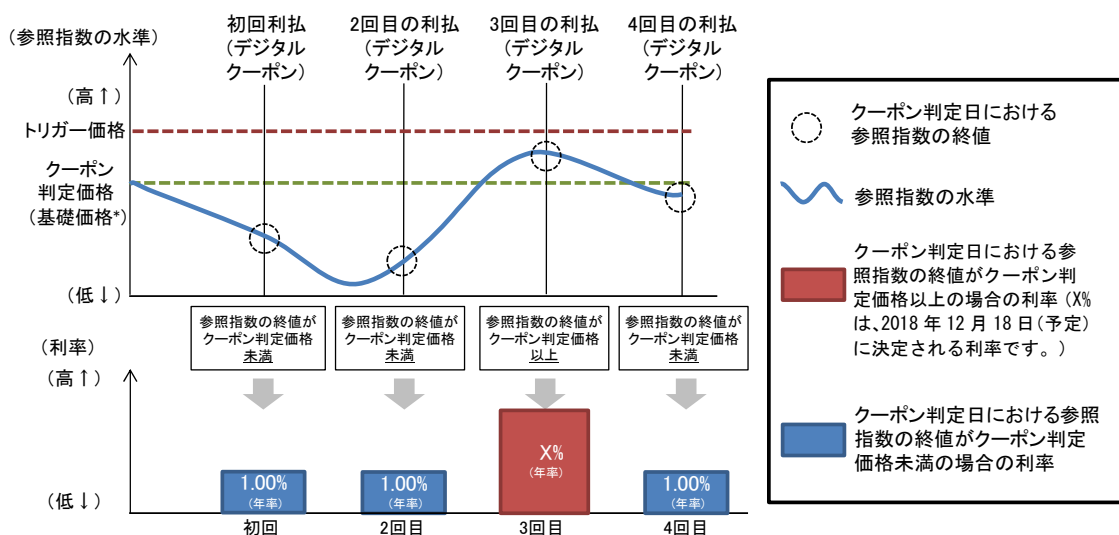 (参照指数の水準)
初回利払
(デジタル
クーポン)
2回目の利払
(デジタル
クーポン)
3回目の利払
(デジタル
クーポン)
4回目の利払
(デジタル
クーポン)
(高↑)
トリガー価格
クーポン
判定価格
(基礎価格*)
(低↓)
参照指数の終値が
クーポン判定価格
未満
参照指数の終値が
クーポン判定価格
未満
参照指数の終値が
クーポン判定価格
以上
参照指数の終値が
クーポン判定価格
未満
(利率)
(高↑)
(低↓)
1.00%
(年率)
1.00%
(年率)
X%
(年率)
1.00%
(年率)
初回
2回目
3回目
4回目
クーポン判定日における
参照指数の終値
参照指数の水準
クーポン判定日における参
照指数の終値がクーポン判
定価格以上の場合の利率(X%
は、2018年12月18日(予定)
に決定される利率です。)
クーポン判定日における参照
指数の終値がクーポン判定
価格未満の場合の利率